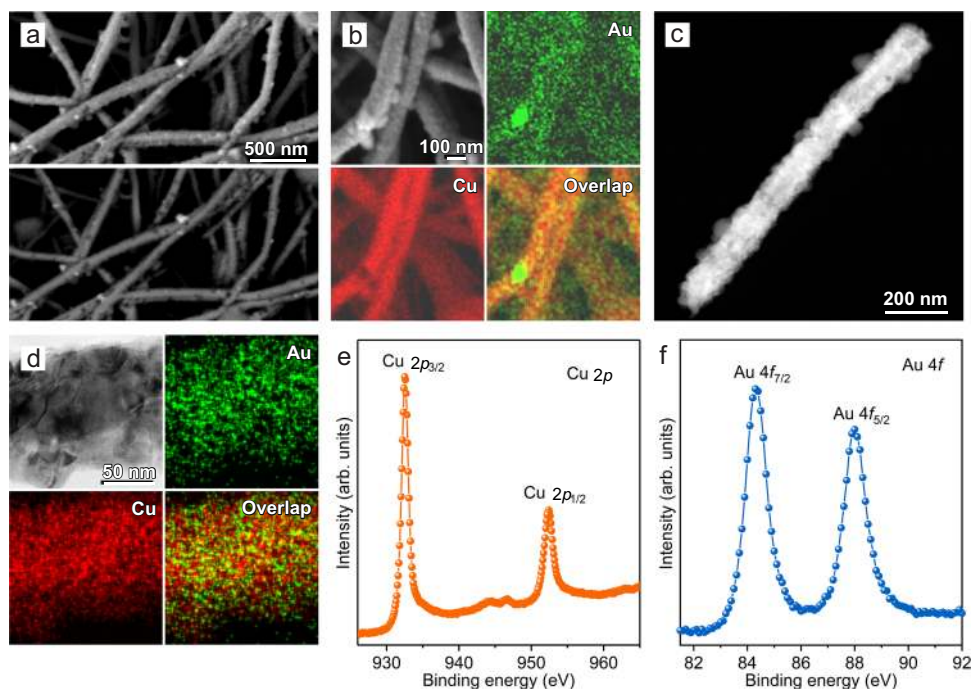 a
500 nm
b
Au
100 nm
Cu
Overlap
c
200 nm
d
Au
50 nm
Cu
Overlap
e
Cu 2p3/2
Cu 2p
Cu 2p1/2
Intensity (arb. units)
930 940 950 960
Binding energy (eV)
f
Au 4f7/2
Au 4f
Au 4f5/2
Intensity (arb. units)
82 84 86 88 90 92
Binding energy (eV)